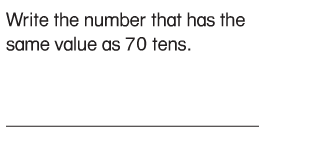 Write the number that has the
same value as 70 tens.